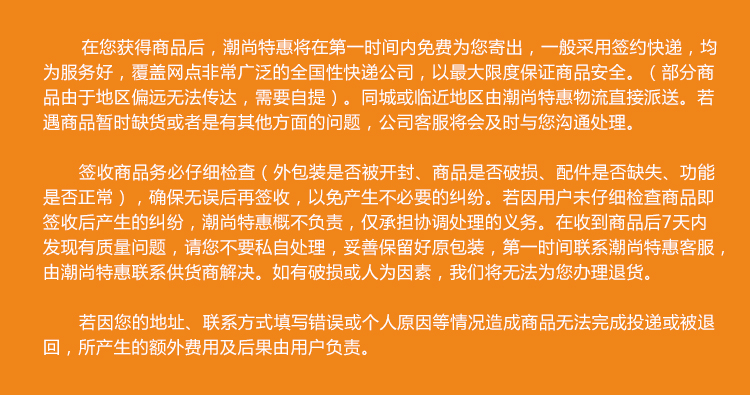 在您获得商品后，潮尚特惠将在第一时间内免费为您寄出，一般采用签约快递，均
为服务好，覆盖网点非常广泛的全国性快递公司，以最大限度保证商品安全。（部分商
品由于地区偏远无法传达，需要自提）。同城或临近地区由潮尚特惠物流直接派送。若
遇商品暂时缺货或者是有其他方面的问题，公司客服将会及时与您沟通处理。
签收商品务必仔细检查（外包装是否被开封、商品是否破损、配件是否缺失、功能
是否正常），确保无误后再签收，以免产生不必要的纠纷。若因用户未仔细检查商品即
签收后产生的纠纷，潮尚特惠概不负责，仅承担协调处理的义务。在收到商品后7天内
发现有质量问题，请您不要私自处理，妥善保留好原包装，第一时间联系潮尚特惠客服，
由潮尚特惠联系供货商解决。如有破损或人为因素，我们将无法为您办理退货。
若因您的地址、联系方式填写错误或个人原因等情况造成商品无法完成投递或被退
回，所产生的额外费用及后果由用户负责。